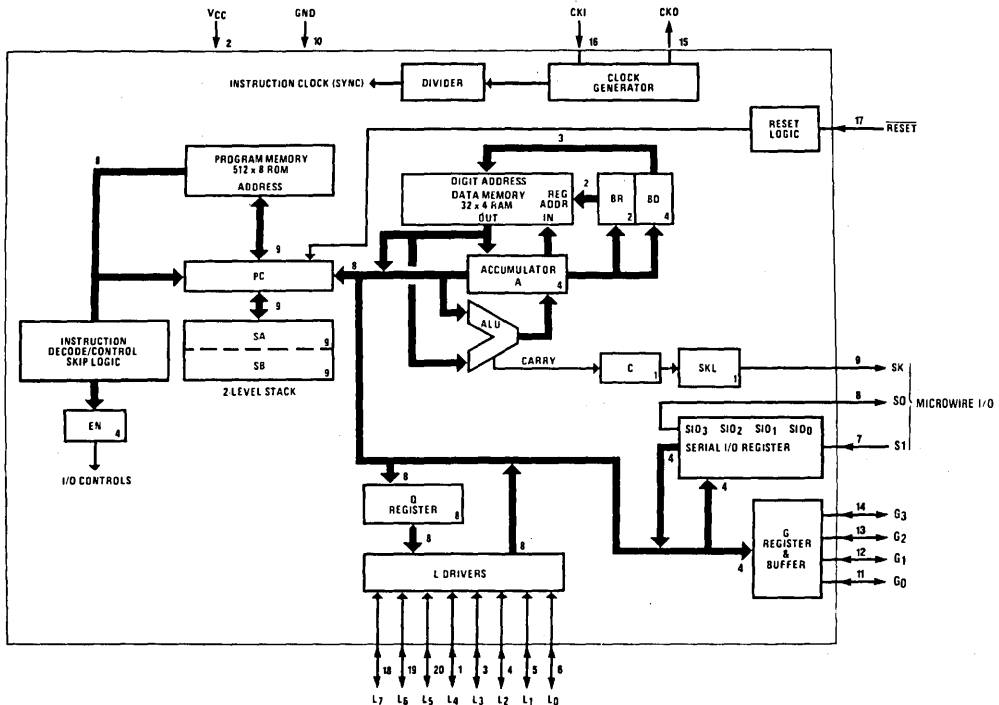 VCC GND CKI CKO
2 10 16 15
INSTRUCTION CLOCK (SYNC) DIVIDER CLOCK
GENERATOR
RESET
LOGIC 17 RESET
8
PROGRAM MEMORY
512 x 8 ROM
ADDRESS
3
DIGIT ADDRESS
DATA MEMORY
32 x 4 RAM
REG
ADDR
OUT IN
2
BR 2
BD 4
9
PC
8
ACCUMULATOR
A 4
9
SA 9
SB 9
2-LEVEL STACK
INSTRUCTION
DECODE/CONTROL
SKIP LOGIC
ALU
CARRY
C 1
SKL 1
9 SK
8 SO
7 S1
MICROWIRE I/O
EN 4
I/O CONTROLS
SIO3 SIO2 SIO1 SIO0
SERIAL I/O REGISTER
4
4
8
Q
REGISTER
8
8
8
L DRIVERS
4
G
REGISTER
&
BUFFER
14 G3
13 G2
12 G1
11 G0
18 19 20 1 3 4 5 6
L7 L6 L5 L4 L3 L2 L1 L0